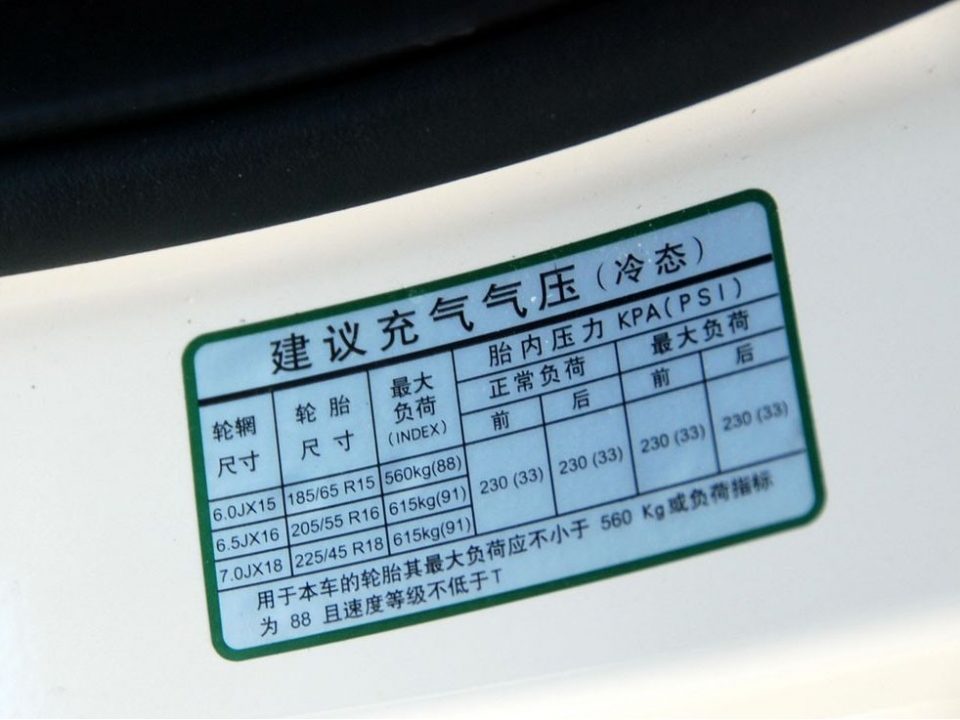 建议充气气压(冷态)
轮辋尺寸 轮胎尺寸 最大负荷(INDEX) 胎内压力 KPA(PSI)
正常负荷 最大负荷
前 后 前 后
6.0JX15 185/65 R15 560kg(88) 230 (33) 230 (33) 230 (33) 230 (33)
6.5JX16 205/55 R16 615kg(91)
7.0JX18 225/45 R18 615kg(91)
用于本车的轮胎其最大负荷应不小于 560 Kg或负荷指标
为 88 且速度等级不低于T